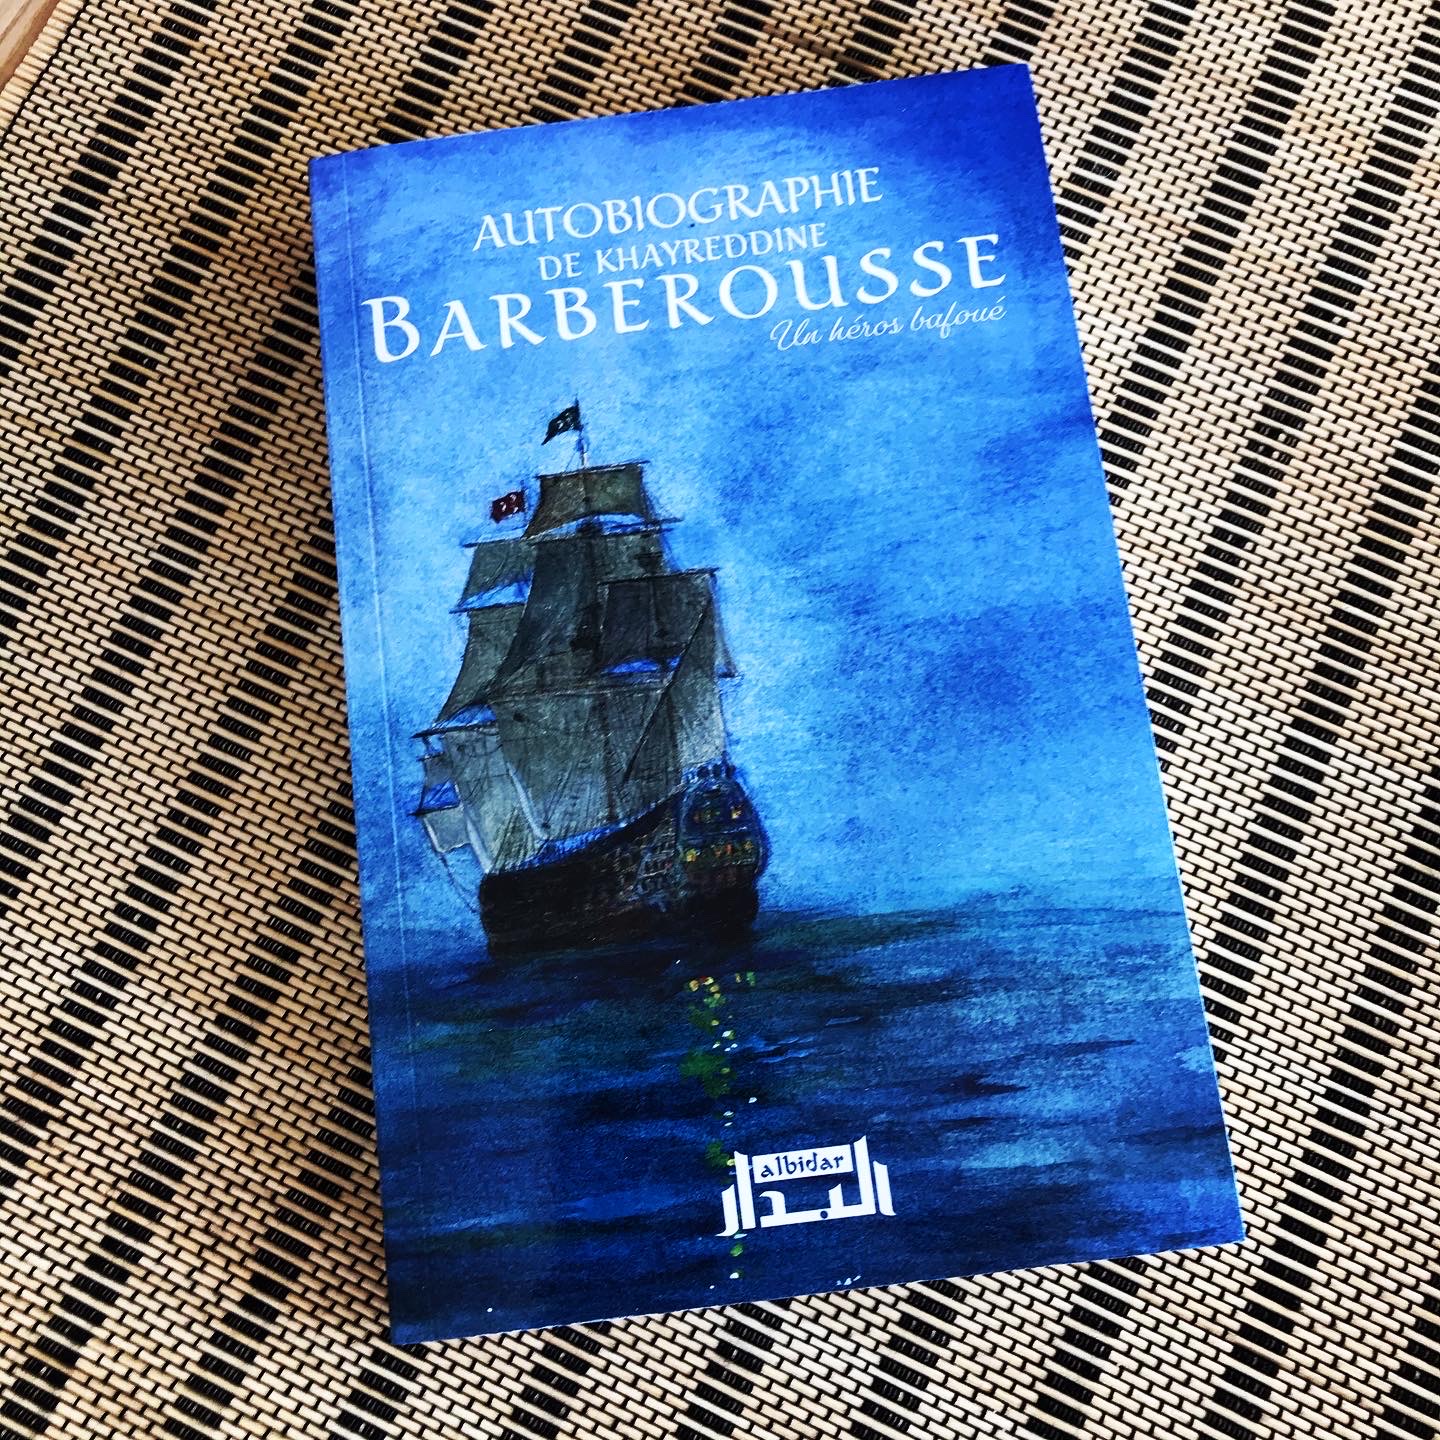 AUTOBIOGRAPHIE
DE KHAYREDDINE
BARBEROUSSE
Un héros bafoué
albidar
البدار